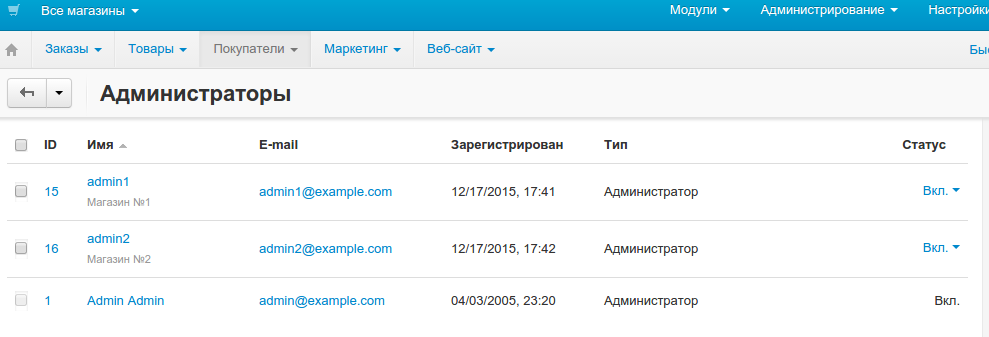 Все магазины Модули Администрирование Настройки
Заказы Товары Покупатели Маркетинг Веб-сайт Быс
Администраторы
ID Имя E-mail Зарегистрирован Тип Статус
15 admin1 admin1@example.com 12/17/2015, 17:41 Администратор Вкл.
Магазин №1
16 admin2 admin2@example.com 12/17/2015, 17:42 Администратор Вкл.
Магазин №2
1 Admin Admin admin@example.com 04/03/2005, 23:20 Администратор Вкл.